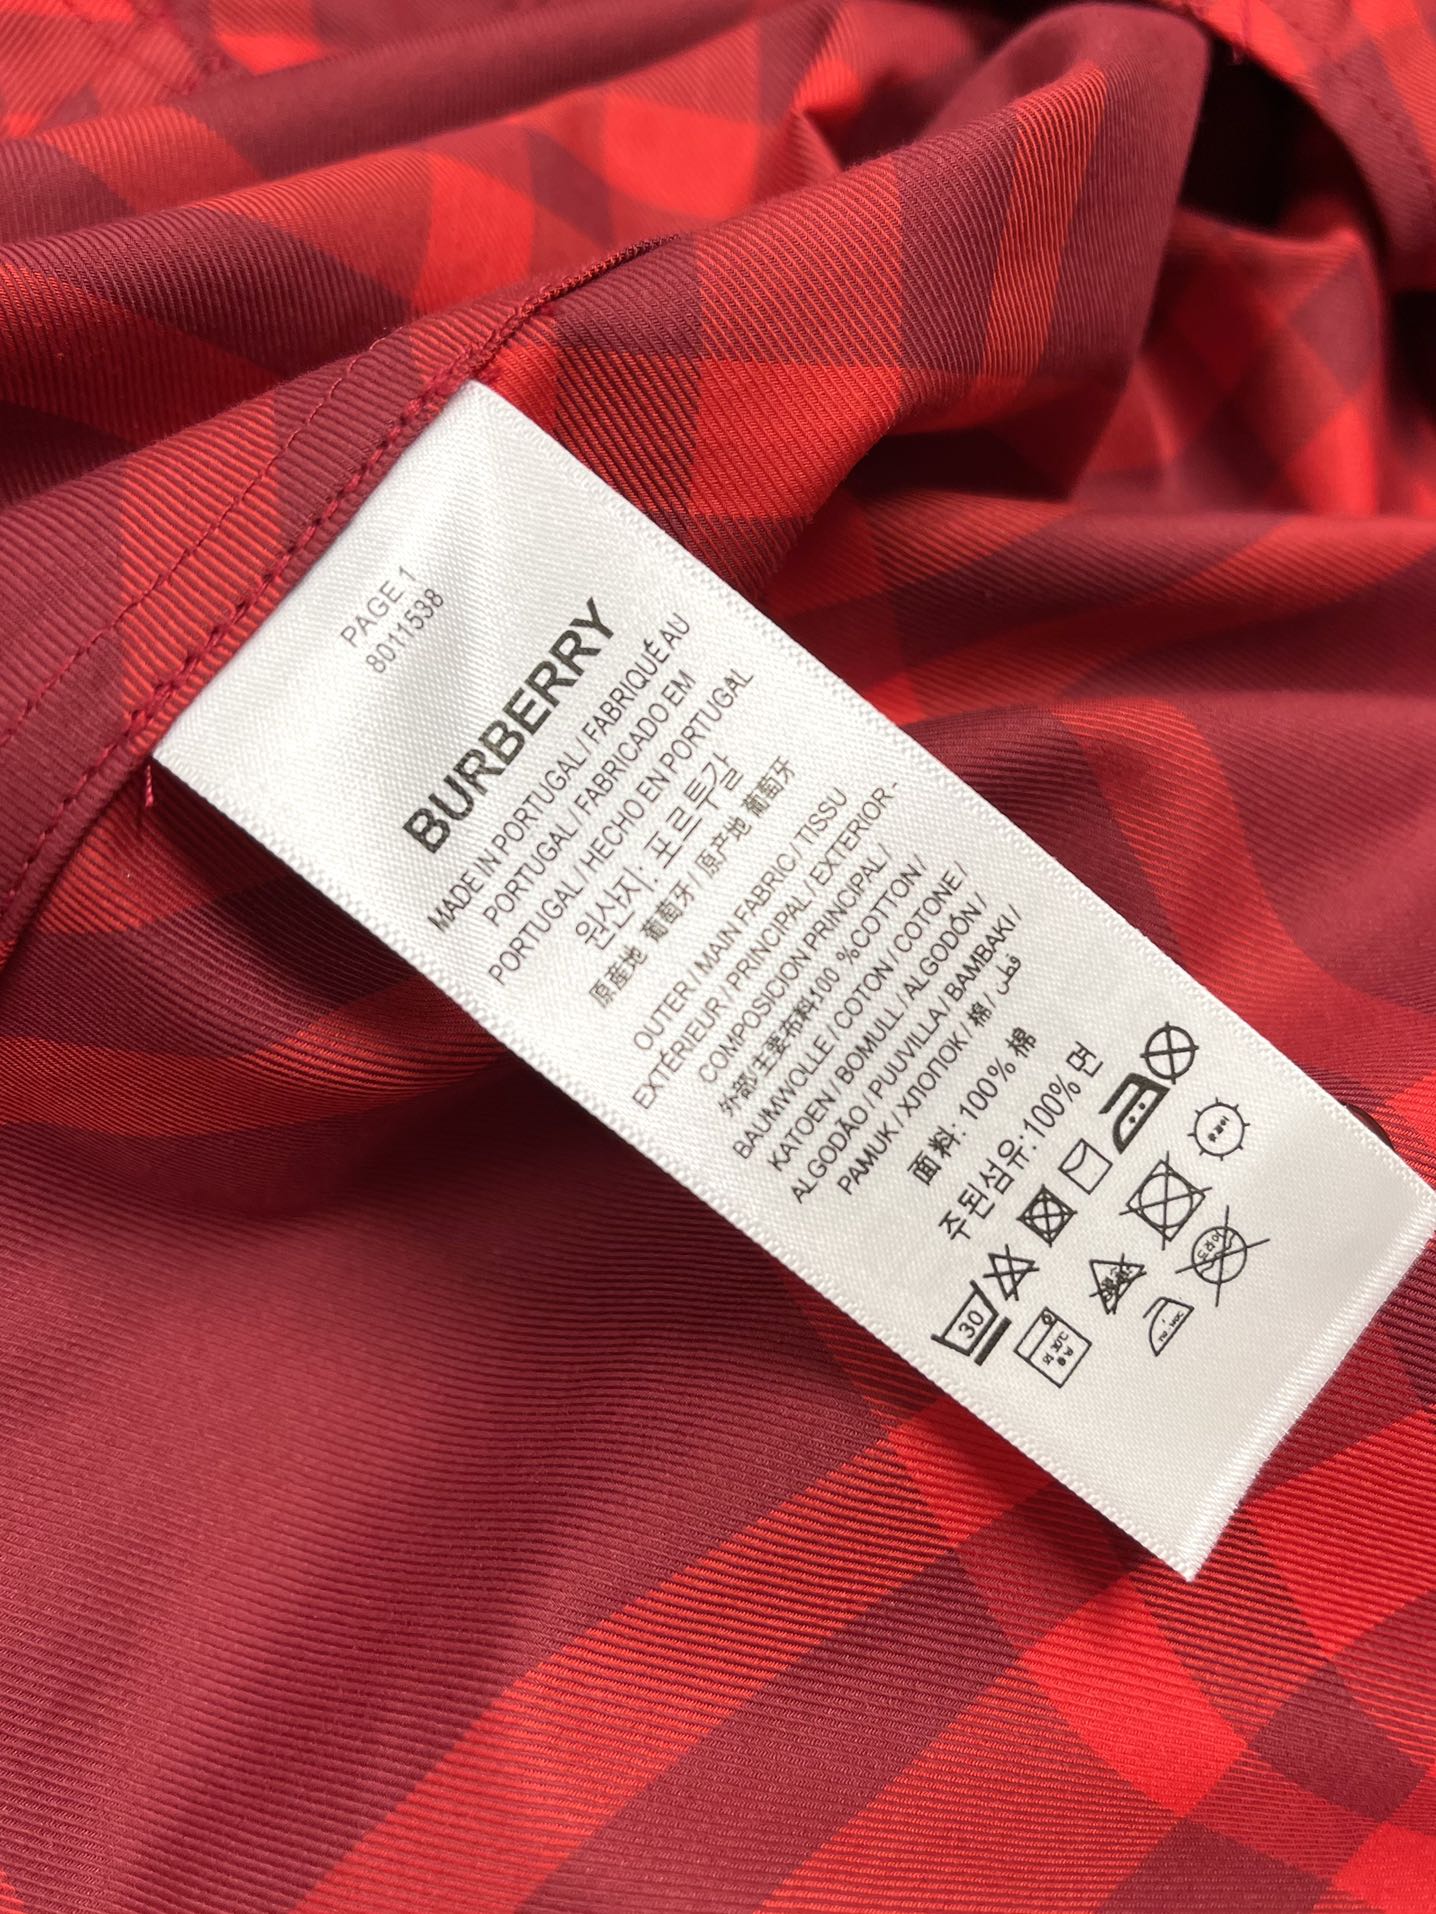 PAGE 1
8011538
BURBERRY
MADE IN PORTUGAL / FABRIQUÉ AU
PORTUGAL / FABRICADO EM
PORTUGAL / HECHO EN PORTUGAL
원산지: 포르투갈
原產地 葡萄牙 / 原产地 葡萄牙
OUTER / MAIN FABRIC / TISSU
EXTÉRIEUR / PRINCIPAL / EXTERIOR -
COMPOSICION PRINCIPAL /
外部/主要布料100 %COTTON /
BAUMWOLLE / COTON / COTONE /
KATOEN / BOMULL / ALGODÓN /
ALGODÃO / PUUVILLA / BAMBAKI /
PAMUK / ХЛОПОК / 棉 / قطن
面料: 100% 棉
주된섬유:100% 면
30